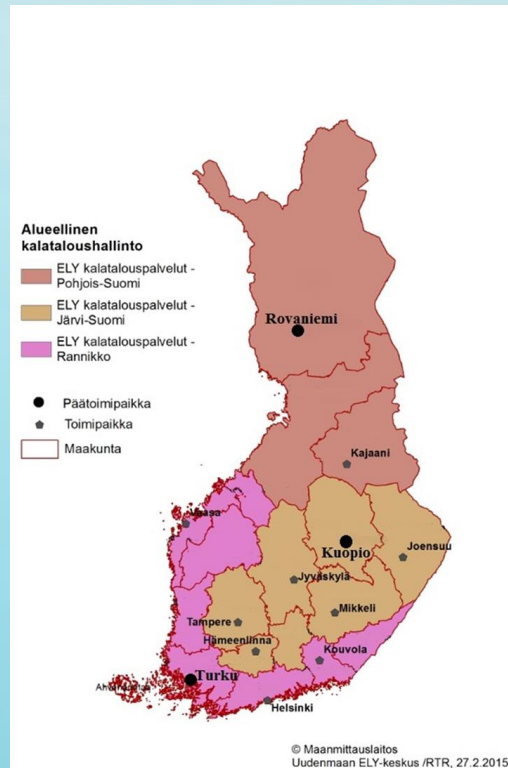 Alueellinen
kalataloushallinto
ELY kalatalouspalvelut -
Pohjois-Suomi
ELY kalatalouspalvelut -
Järvi-Suomi
ELY kalatalouspalvelut -
Rannikko
Päätoimipaikka
Toimipaikka
Maakunta
Rovaniemi
Kajaani
Vaasa
Kuopio
Joensuu
Jyväskylä
Mikkeli
Tampere
Hämeenlinna
Kouvola
Turku
Helsinki
© Maanmittauslaitos
Uudenmaan ELY-keskus /RTR, 27.2.2015